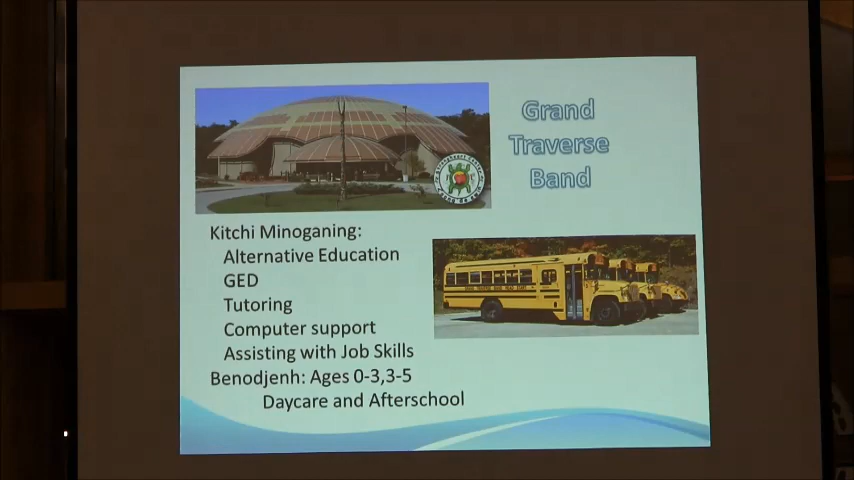 Grand
Traverse
Band
Kitchi Minoganing:
Alternative Education
GED
Tutoring
Computer support
Assisting with Job Skills
Benodjenh: Ages 0-3,3-5
Daycare and Afterschool